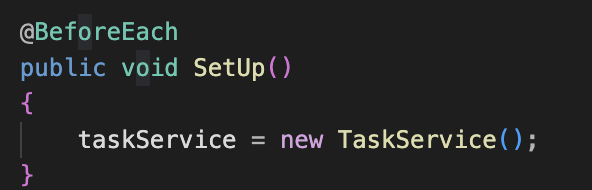 @BeforeEach
public void SetUp()
{
    taskService = new TaskService();
}